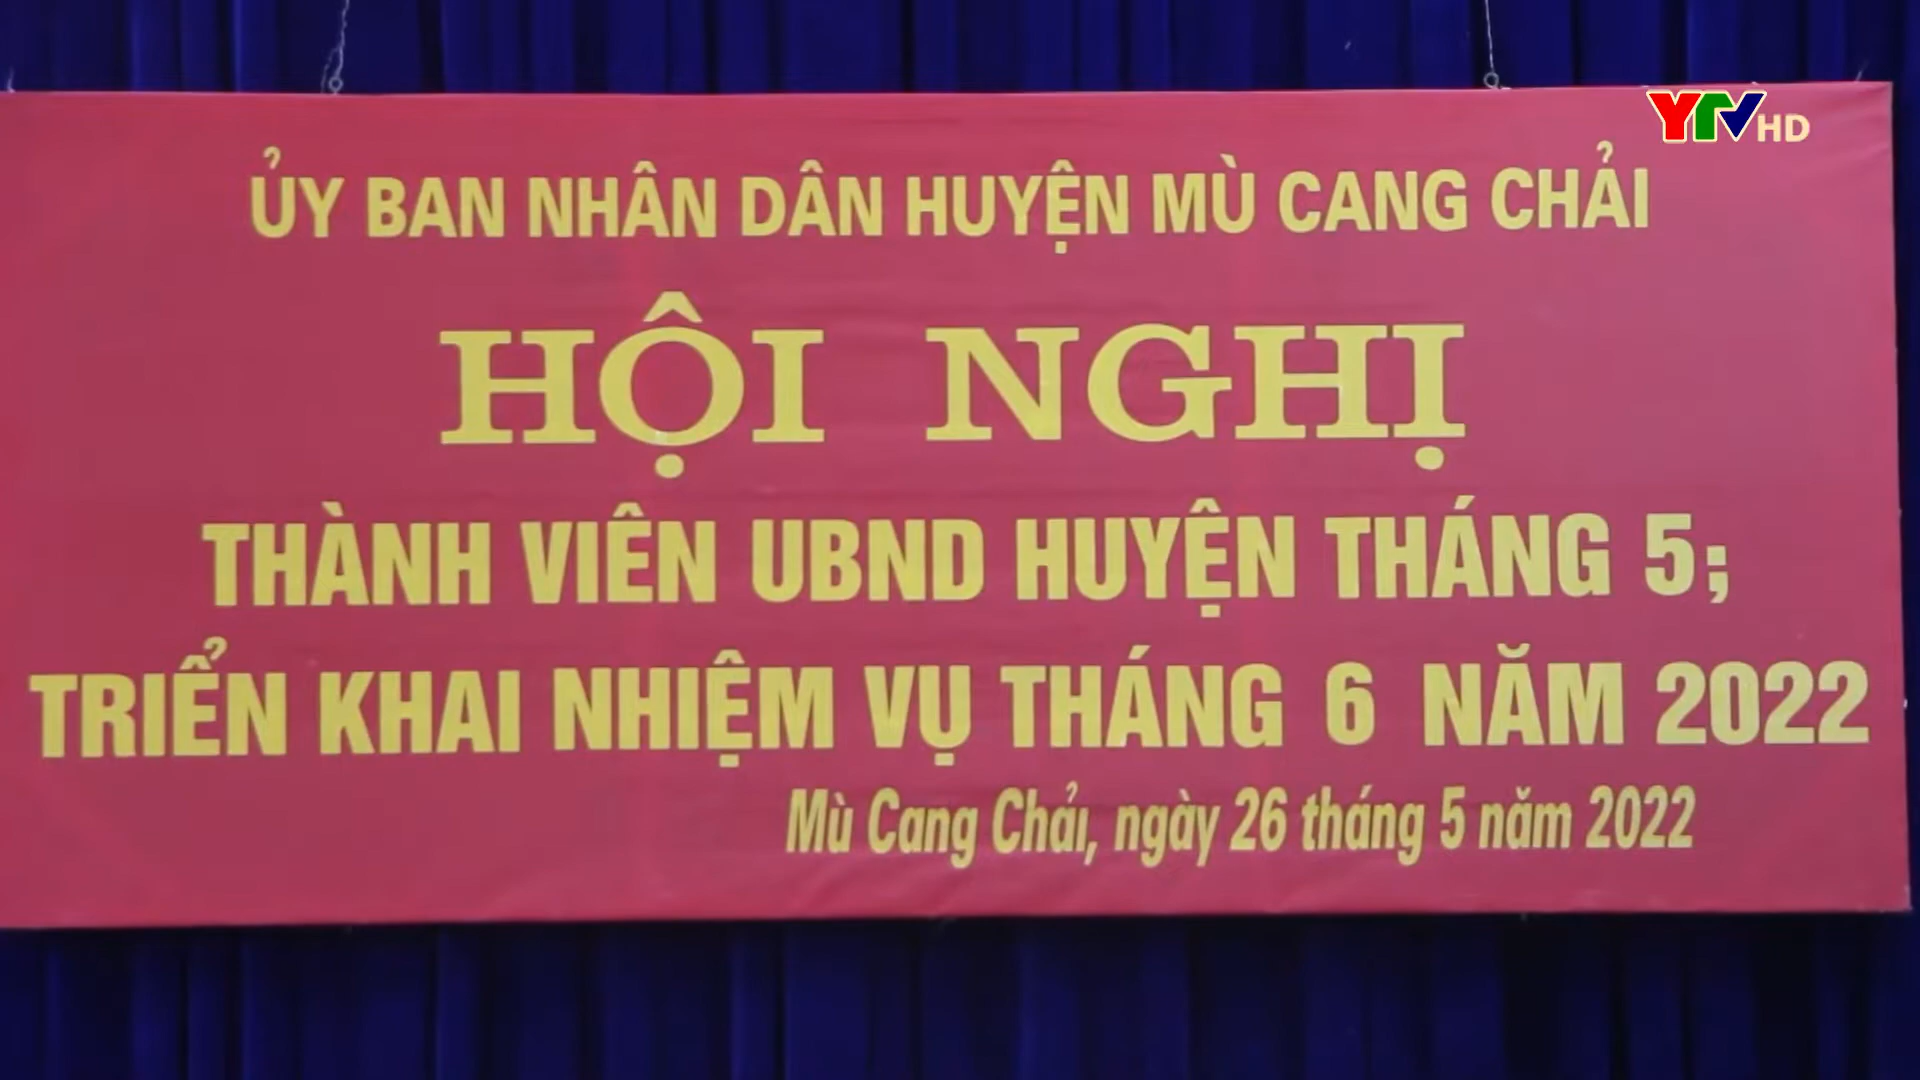 YTV HD
ỦY BAN NHÂN DÂN HUYỆN MÙ CANG CHẢI
HỘI NGHỊ
THÀNH VIÊN UBND HUYỆN THÁNG 5;
TRIỂN KHAI NHIỆM VỤ THÁNG 6 NĂM 2022
Mù Cang Chải, ngày 26 tháng 5 năm 2022